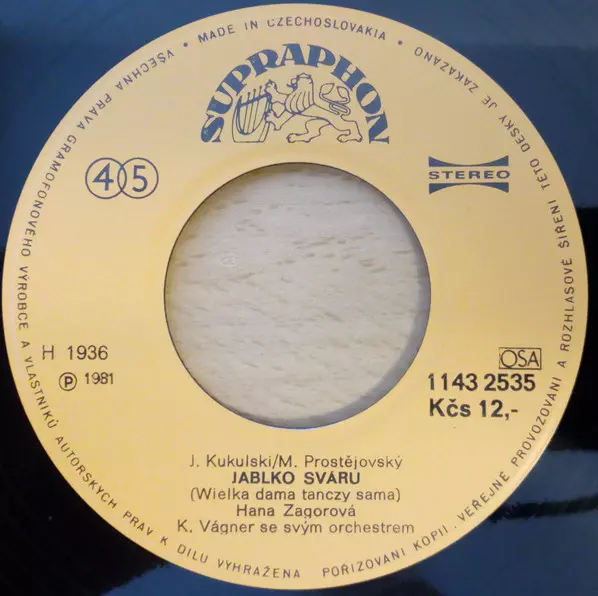 • MADE IN CZECHOSLOVAKIA •
VŠECHNA PRÁVA GRAMOFONOVÉHO VÝROBCE A VLASTNÍKŮ AUTORSKÝCH PRÁV K DÍLU VYHRAŽENA POŘIZOVÁNÍ KOPIÍ, VEŘEJNÉ PROVOZOVÁNÍ A ROZHLASOVÉ ŠÍŘENÍ TÉTO DESKY JE ZAKÁZÁNO
SUPRAPHON
45
STEREO
H 1936
Ⓟ 1981
OSA
1143 2535
Kčs 12,-
J. Kukulski/M. Prostějovský
JABLKO SVÁRU
(Wielka dama tanczy sama)
Hana Zagorová
K. Vágner se svým orchestrem